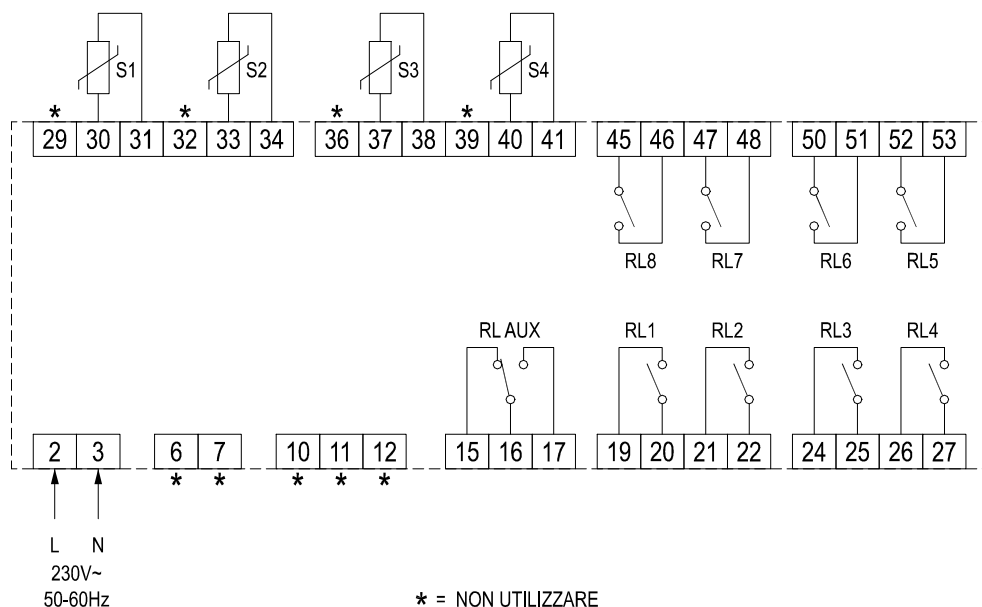 S1 S2 S3 S4
* * * *
29 30 31 32 33 34 36 37 38 39 40 41 45 46 47 48 50 51 52 53
RL8 RL7 RL6 RL5
RL AUX RL1 RL2 RL3 RL4
2 3 6 7 10 11 12 15 16 17 19 20 21 22 24 25 26 27
* * * * *
L N
230V~
50-60Hz
* = NON UTILIZZARE